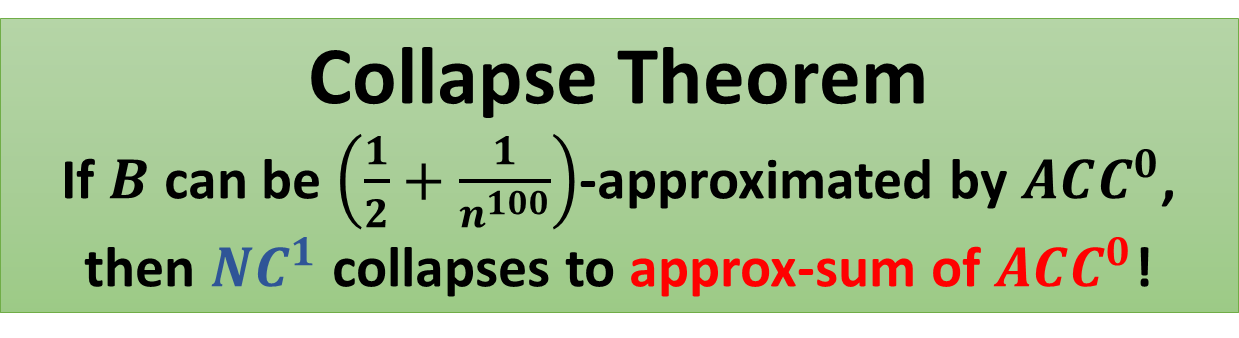 Collapse Theorem
If B can be (1/2 + 1/n^100)-approximated by ACC^0,
then NC^1 collapses to approx-sum of ACC^0!